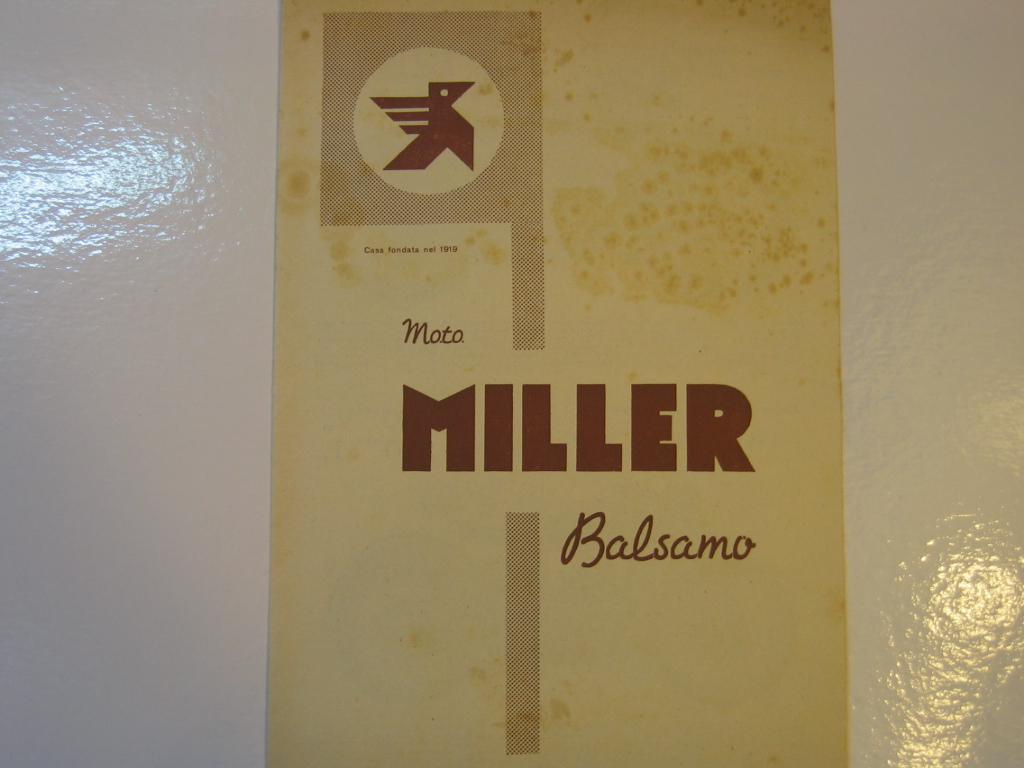 Casa fondata nel 1919
Moto
MILLER
Balsamo